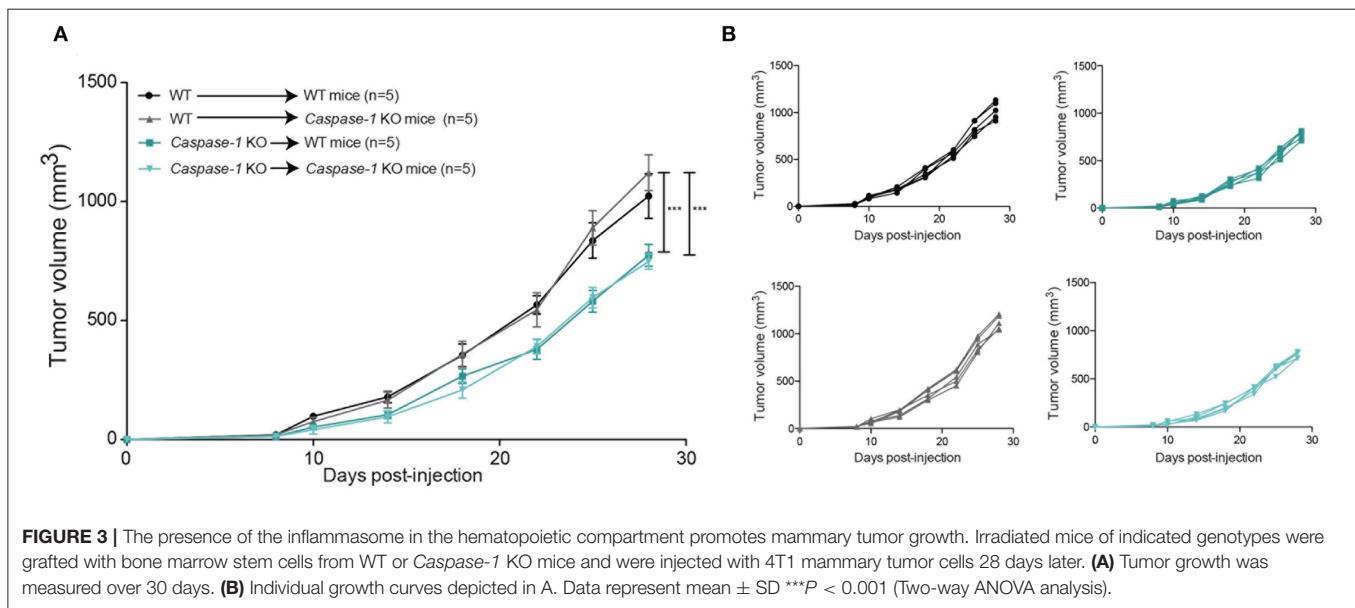 A
Tumor volume (mm³)
1500
1000
500
0
0 10 20 30
Days post-injection
WT WT mice (n=5)
WT Caspase-1 KO mice (n=5)
Caspase-1 KO WT mice (n=5)
Caspase-1 KO Caspase-1 KO mice (n=5)
*** ***
B
Tumor volume (mm³)
1500
1000
500
0
0 10 20 30
Days post-injection
Tumor volume (mm³)
1500
1000
500
0
0 10 20 30
Days post-injection
Tumor volume (mm³)
1500
1000
500
0
0 10 20 30
Days post-injection
Tumor volume (mm³)
1500
1000
500
0
0 10 20 30
Days post-injection
FIGURE 3 | The presence of the inflammasome in the hematopoietic compartment promotes mammary tumor growth. Irradiated mice of indicated genotypes were
grafted with bone marrow stem cells from WT or Caspase-1 KO mice and were injected with 4T1 mammary tumor cells 28 days later. (A) Tumor growth was
measured over 30 days. (B) Individual growth curves depicted in A. Data represent mean ± SD ***P < 0.001 (Two-way ANOVA analysis).